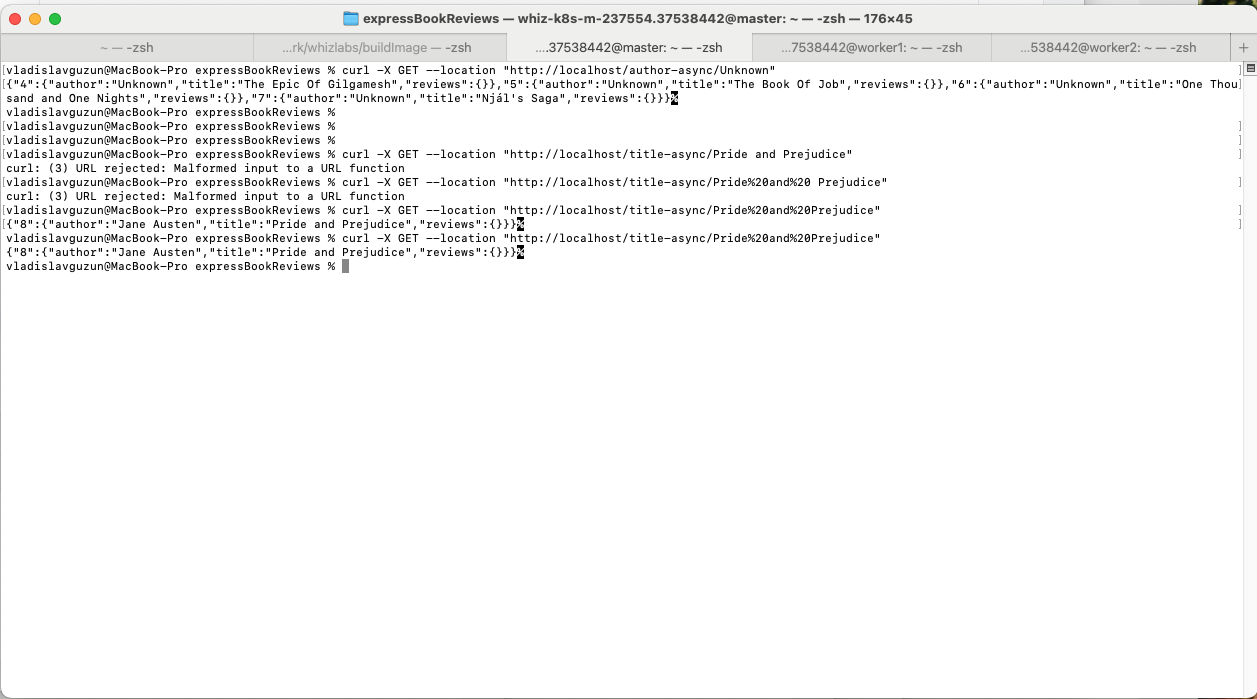 expressBookReviews — whiz-k8s-m-237554.37538442@master: ~ — -zsh — 176×45
~ — -zsh
...rk/whizlabs/buildImage — -zsh
....37538442@master: ~ — -zsh
...7538442@worker1: ~ — -zsh
...538442@worker2: ~ — -zsh
+
[vladislavguzun@MacBook-Pro expressBookReviews % curl -X GET --location "http://localhost/author-async/Unknown" ]
[{"4":{"author":"Unknown","title":"The Epic Of Gilgamesh","reviews":{}},"5":{"author":"Unknown","title":"The Book Of Job","reviews":{}},"6":{"author":"Unknown","title":"One Thou]
sand and One Nights","reviews":{}},"7":{"author":"Unknown","title":"Njál's Saga","reviews":{}}}%
vladislavguzun@MacBook-Pro expressBookReviews %
[vladislavguzun@MacBook-Pro expressBookReviews % ]
[vladislavguzun@MacBook-Pro expressBookReviews % ]
[vladislavguzun@MacBook-Pro expressBookReviews % curl -X GET --location "http://localhost/title-async/Pride and Prejudice" ]
curl: (3) URL rejected: Malformed input to a URL function
[vladislavguzun@MacBook-Pro expressBookReviews % curl -X GET --location "http://localhost/title-async/Pride%20and%20 Prejudice" ]
curl: (3) URL rejected: Malformed input to a URL function
[vladislavguzun@MacBook-Pro expressBookReviews % curl -X GET --location "http://localhost/title-async/Pride%20and%20Prejudice" ]
[{"8":{"author":"Jane Austen","title":"Pride and Prejudice","reviews":{}}}% ]
vladislavguzun@MacBook-Pro expressBookReviews % curl -X GET --location "http://localhost/title-async/Pride%20and%20Prejudice"
{"8":{"author":"Jane Austen","title":"Pride and Prejudice","reviews":{}}}%
vladislavguzun@MacBook-Pro expressBookReviews %